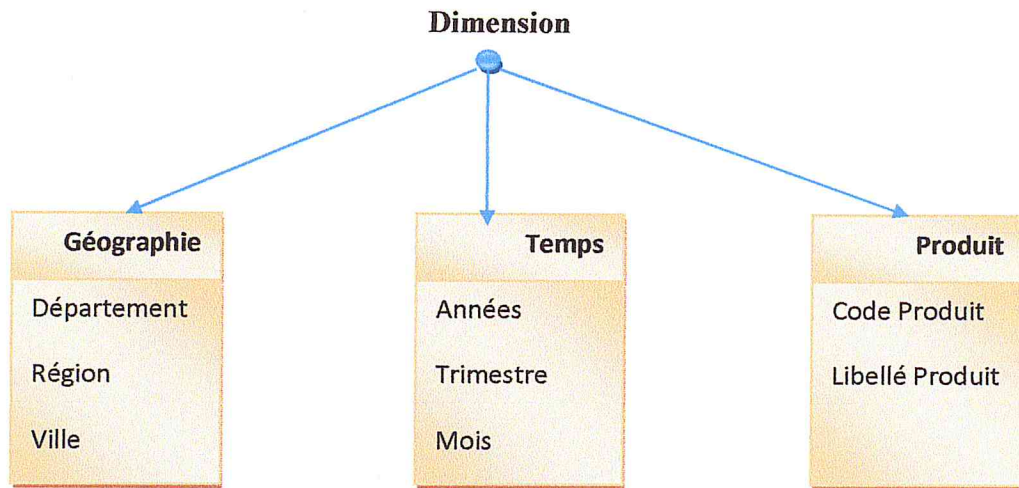 Dimension
Géographie
Département
Région
Ville
Temps
Années
Trimestre
Mois
Produit
Code Produit
Libellé Produit